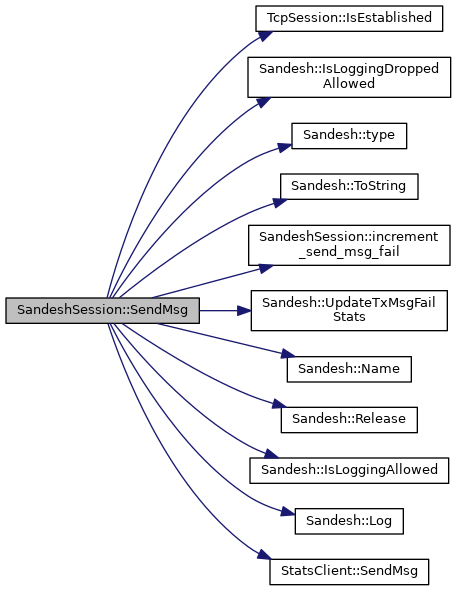 TcpSession::IsEstablished
Sandesh::IsLoggingDropped
Allowed
Sandesh::type
Sandesh::ToString
SandeshSession::increment
_send_msg_fail
SandeshSession::SendMsg
Sandesh::UpdateTxMsgFail
Stats
Sandesh::Name
Sandesh::Release
Sandesh::IsLoggingAllowed
Sandesh::Log
StatsClient::SendMsg